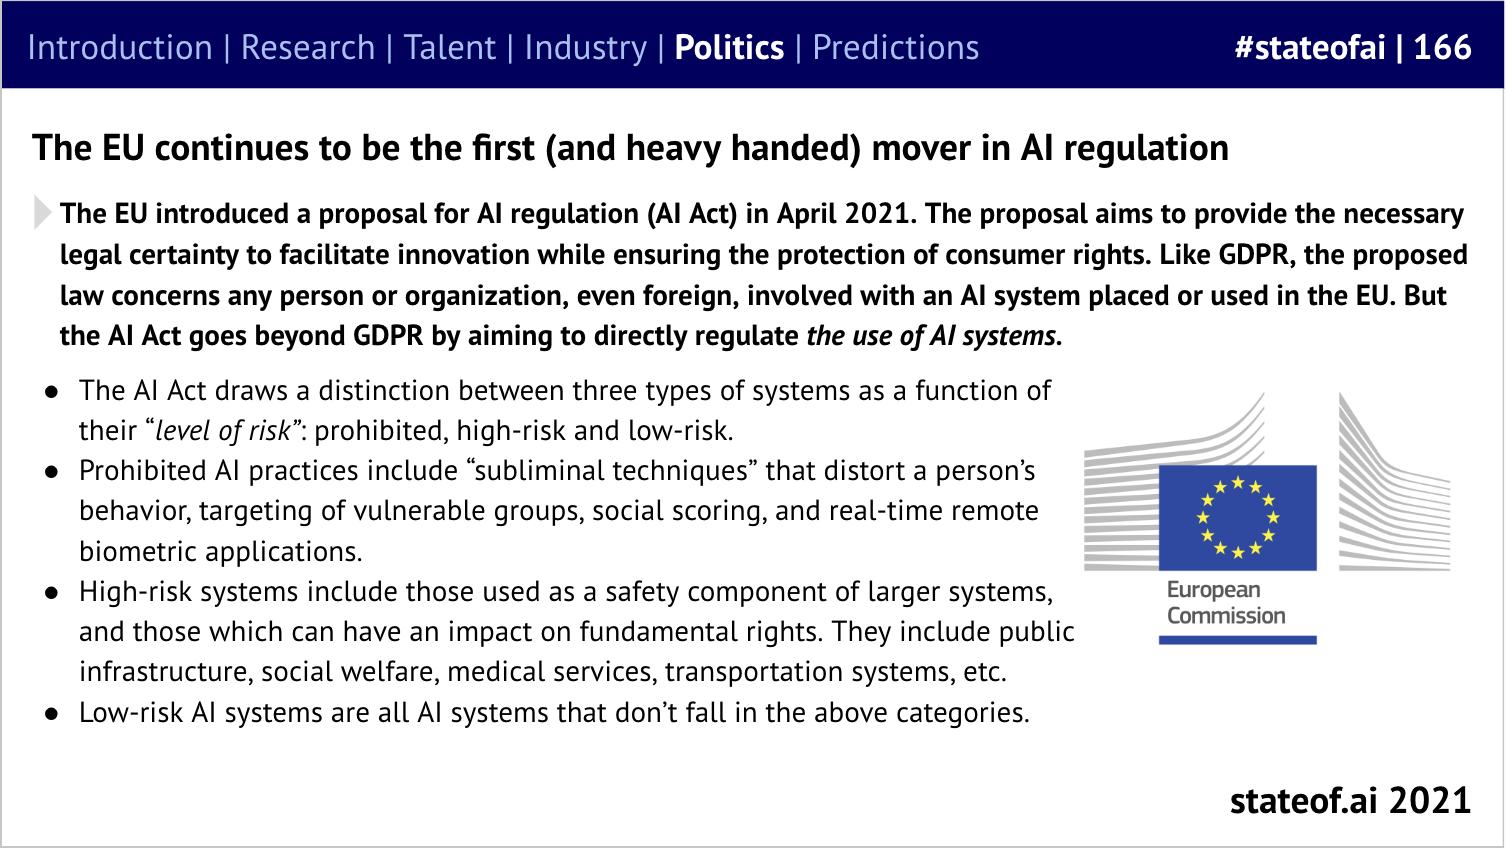 Introduction | Research | Talent | Industry | Politics | Predictions
#stateofai | 166
The EU continues to be the first (and heavy handed) mover in AI regulation
The EU introduced a proposal for AI regulation (AI Act) in April 2021. The proposal aims to provide the necessary
legal certainty to facilitate innovation while ensuring the protection of consumer rights. Like GDPR, the proposed
law concerns any person or organization, even foreign, involved with an AI system placed or used in the EU. But
the AI Act goes beyond GDPR by aiming to directly regulate the use of AI systems.
● The AI Act draws a distinction between three types of systems as a function of
their “level of risk”: prohibited, high-risk and low-risk.
● Prohibited AI practices include “subliminal techniques” that distort a person’s
behavior, targeting of vulnerable groups, social scoring, and real-time remote
biometric applications.
● High-risk systems include those used as a safety component of larger systems,
and those which can have an impact on fundamental rights. They include public
infrastructure, social welfare, medical services, transportation systems, etc.
● Low-risk AI systems are all AI systems that don’t fall in the above categories.
European
Commission
stateof.ai 2021